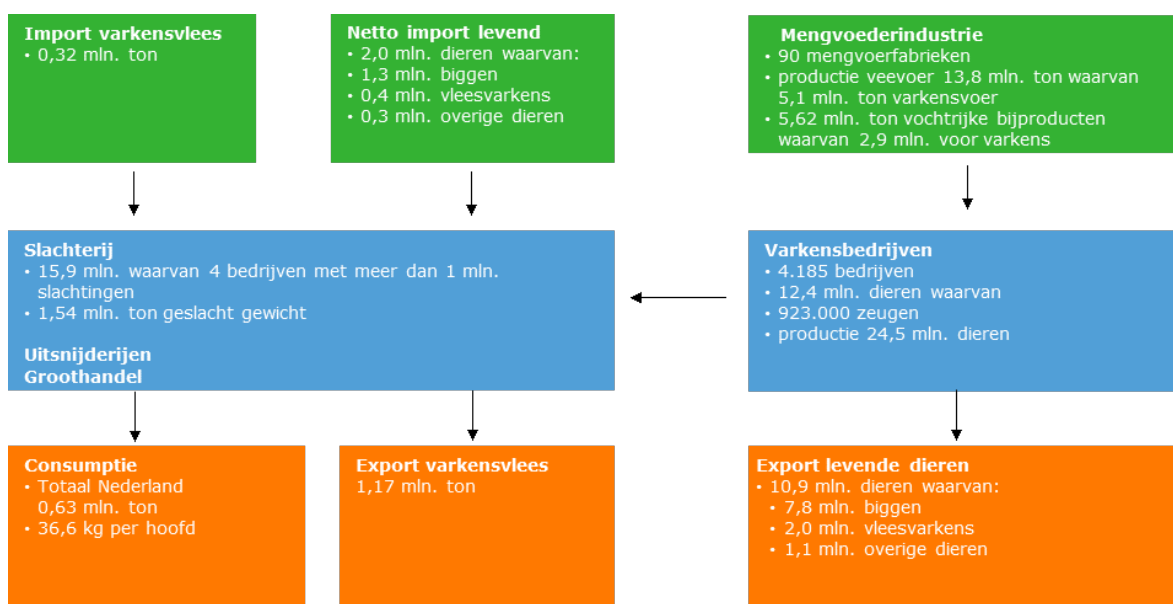 Import varkensvlees
• 0,32 mln. ton
Netto import levend
• 2,0 mln. dieren waarvan:
• 1,3 mln. biggen
• 0,4 mln. vleesvarkens
• 0,3 mln. overige dieren
Mengvoederindustrie
• 90 mengvoerfabrieken
• productie veevoer 13,8 mln. ton waarvan
5,1 mln. ton varkensvoer
• 5,62 mln. ton vochtrijke bijproducten
waarvan 2,9 mln. voor varkens
Slachterij
• 15,9 mln. waarvan 4 bedrijven met meer dan 1 mln.
slachtingen
• 1,54 mln. ton geslacht gewicht
Uitsnijderijen
Groothandel
Varkensbedrijven
• 4.185 bedrijven
• 12,4 mln. dieren waarvan
• 923.000 zeugen
• productie 24,5 mln. dieren
Consumptie
• Totaal Nederland
0,63 mln. ton
• 36,6 kg per hoofd
Export varkensvlees
1,17 mln. ton
Export levende dieren
• 10,9 mln. dieren waarvan:
• 7,8 mln. biggen
• 2,0 mln. vleesvarkens
• 1,1 mln. overige dieren